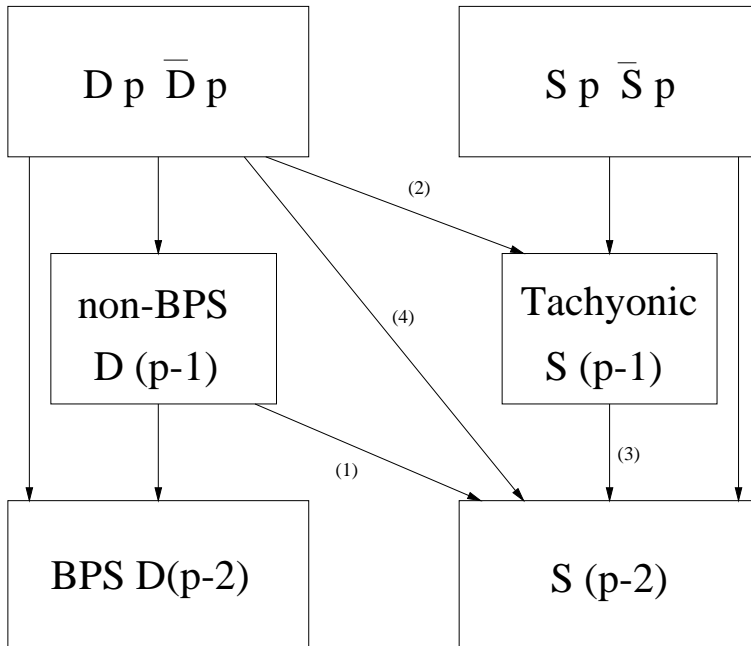 D p D̅ p
S p S̅ p
(2)
non-BPS
D (p-1)
(4)
Tachyonic
S (p-1)
(1)
(3)
BPS D(p-2)
S (p-2)